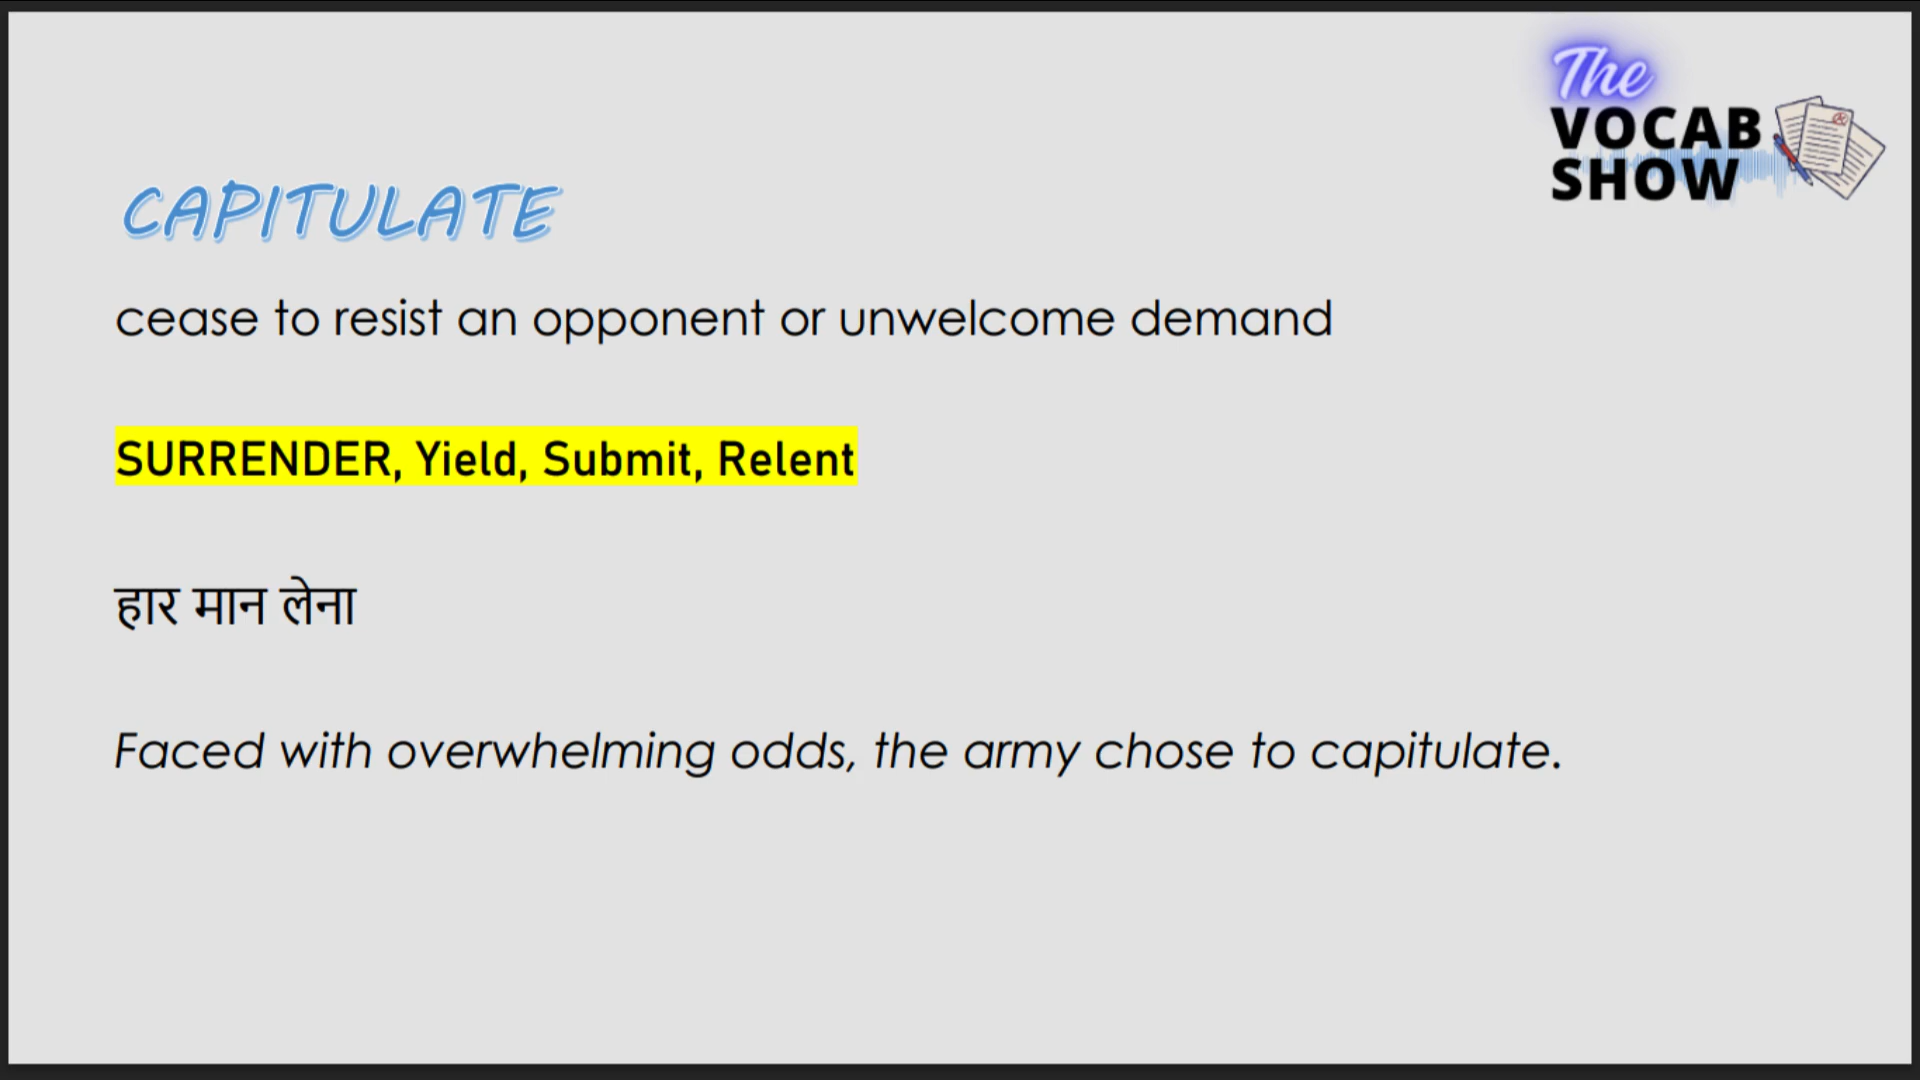 The
VOCAB
SHOW
CAPITULATE
cease to resist an opponent or unwelcome demand
SURRENDER, Yield, Submit, Relent
हार मान लेना
Faced with overwhelming odds, the army chose to capitulate.